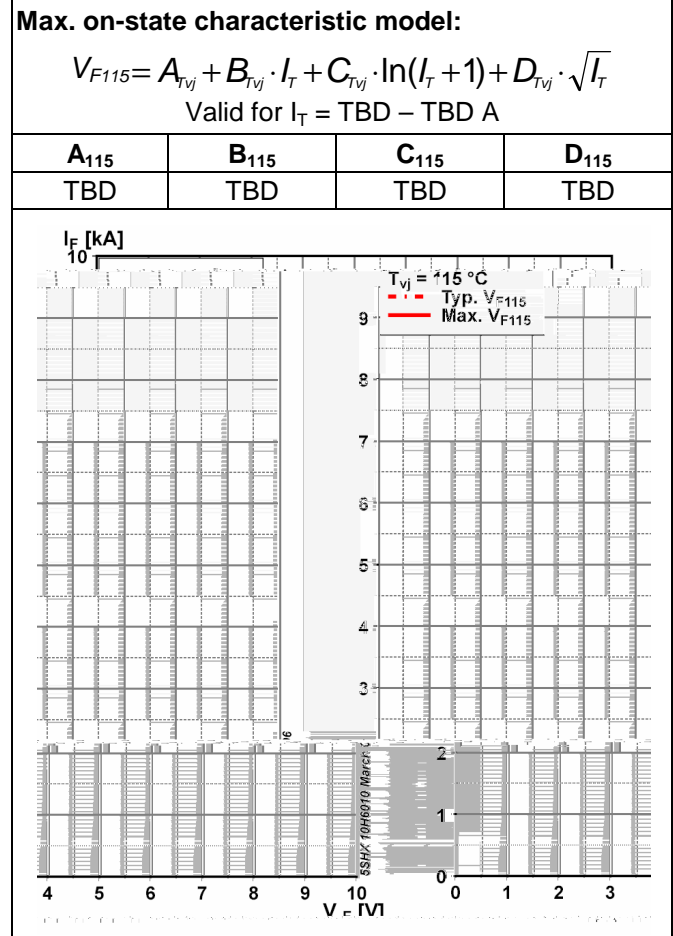 Max. on-state characteristic model:
V_F115 = A_Tvj + B_Tvj · I_T + C_Tvj · ln(I_T + 1) + D_Tvj · √I_T
Valid for I_T = TBD – TBD A
A_115 B_115 C_115 D_115
TBD TBD TBD TBD
I_F [kA]
10
T_vj = 115 °C
Typ. V_F115
Max. V_F115
9
8
7
6
5
4
3
2
1
0
5SHX 10H6010 March
4 5 6 7 8 9 10 0 1 2 3
V_F [V]